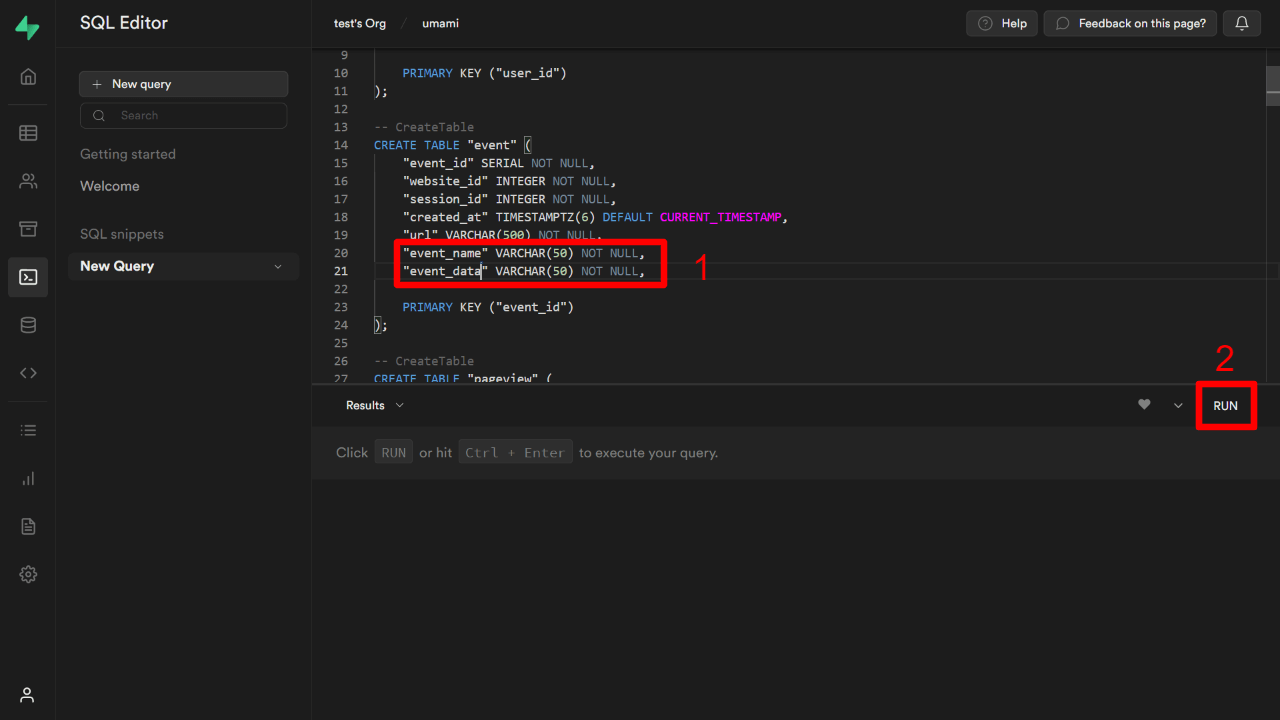 SQL Editor
test's Org / umami
Help
Feedback on this page?
New query
Search
Getting started
Welcome
SQL snippets
New Query
9
10 PRIMARY KEY ("user_id")
11 );
12
13 -- CreateTable
14 CREATE TABLE "event" (
15 "event_id" SERIAL NOT NULL,
16 "website_id" INTEGER NOT NULL,
17 "session_id" INTEGER NOT NULL,
18 "created_at" TIMESTAMPTZ(6) DEFAULT CURRENT_TIMESTAMP,
19 "url" VARCHAR(500) NOT NULL,
20 "event_name" VARCHAR(50) NOT NULL,
21 "event_data" VARCHAR(50) NOT NULL,
1
22
23 PRIMARY KEY ("event_id")
24 );
25
26 -- CreateTable
27 CREATE TABLE "pageview" (
2
Results
RUN
Click RUN or hit Ctrl + Enter to execute your query.